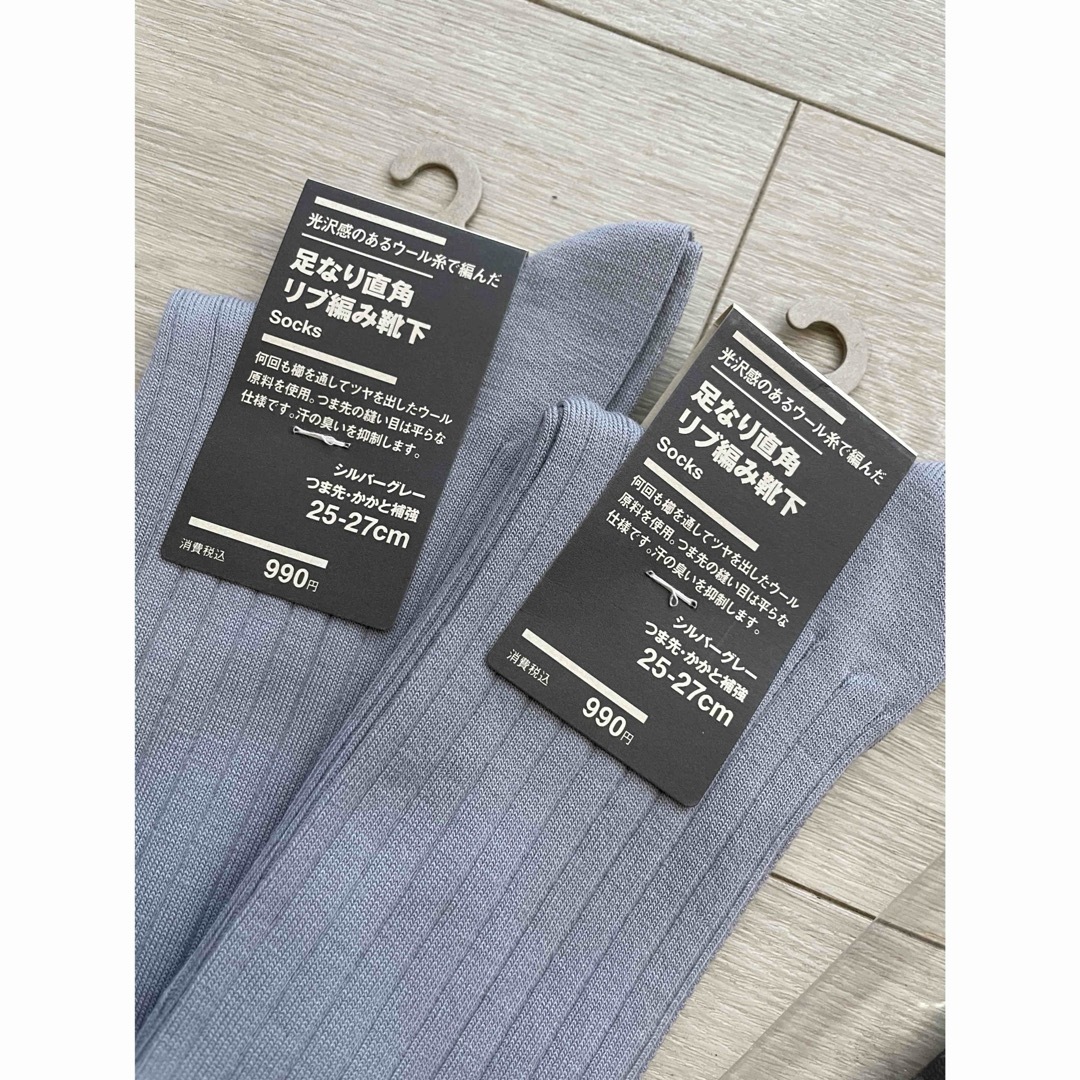 光沢感のあるウール糸で編んだ
足なり直角
リブ編み靴下
Socks
何回も櫛を通してツヤを出したウール
原料を使用。つま先の縫い目は平らな
仕様です。汗の臭いを抑制します。
シルバーグレー
つま先・かかと補強
25-27cm
消費税込
990円
光沢感のあるウール糸で編んだ
足なり直角
リブ編み靴下
Socks
何回も櫛を通してツヤを出したウール
原料を使用。つま先の縫い目は平らな
仕様です。汗の臭いを抑制します。
シルバーグレー
つま先・かかと補強
25-27cm
消費税込
990円